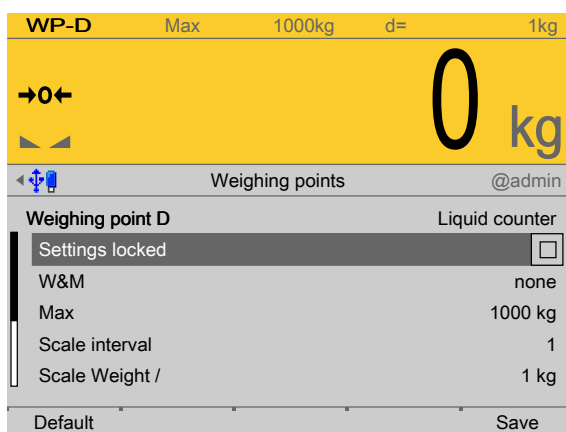 WP-D Max 1000kg d= 1kg
→0← 0 kg
Weighing points @admin
Weighing point D Liquid counter
Settings locked
W&M none
Max 1000 kg
Scale interval 1
Scale Weight / 1 kg
Default Save